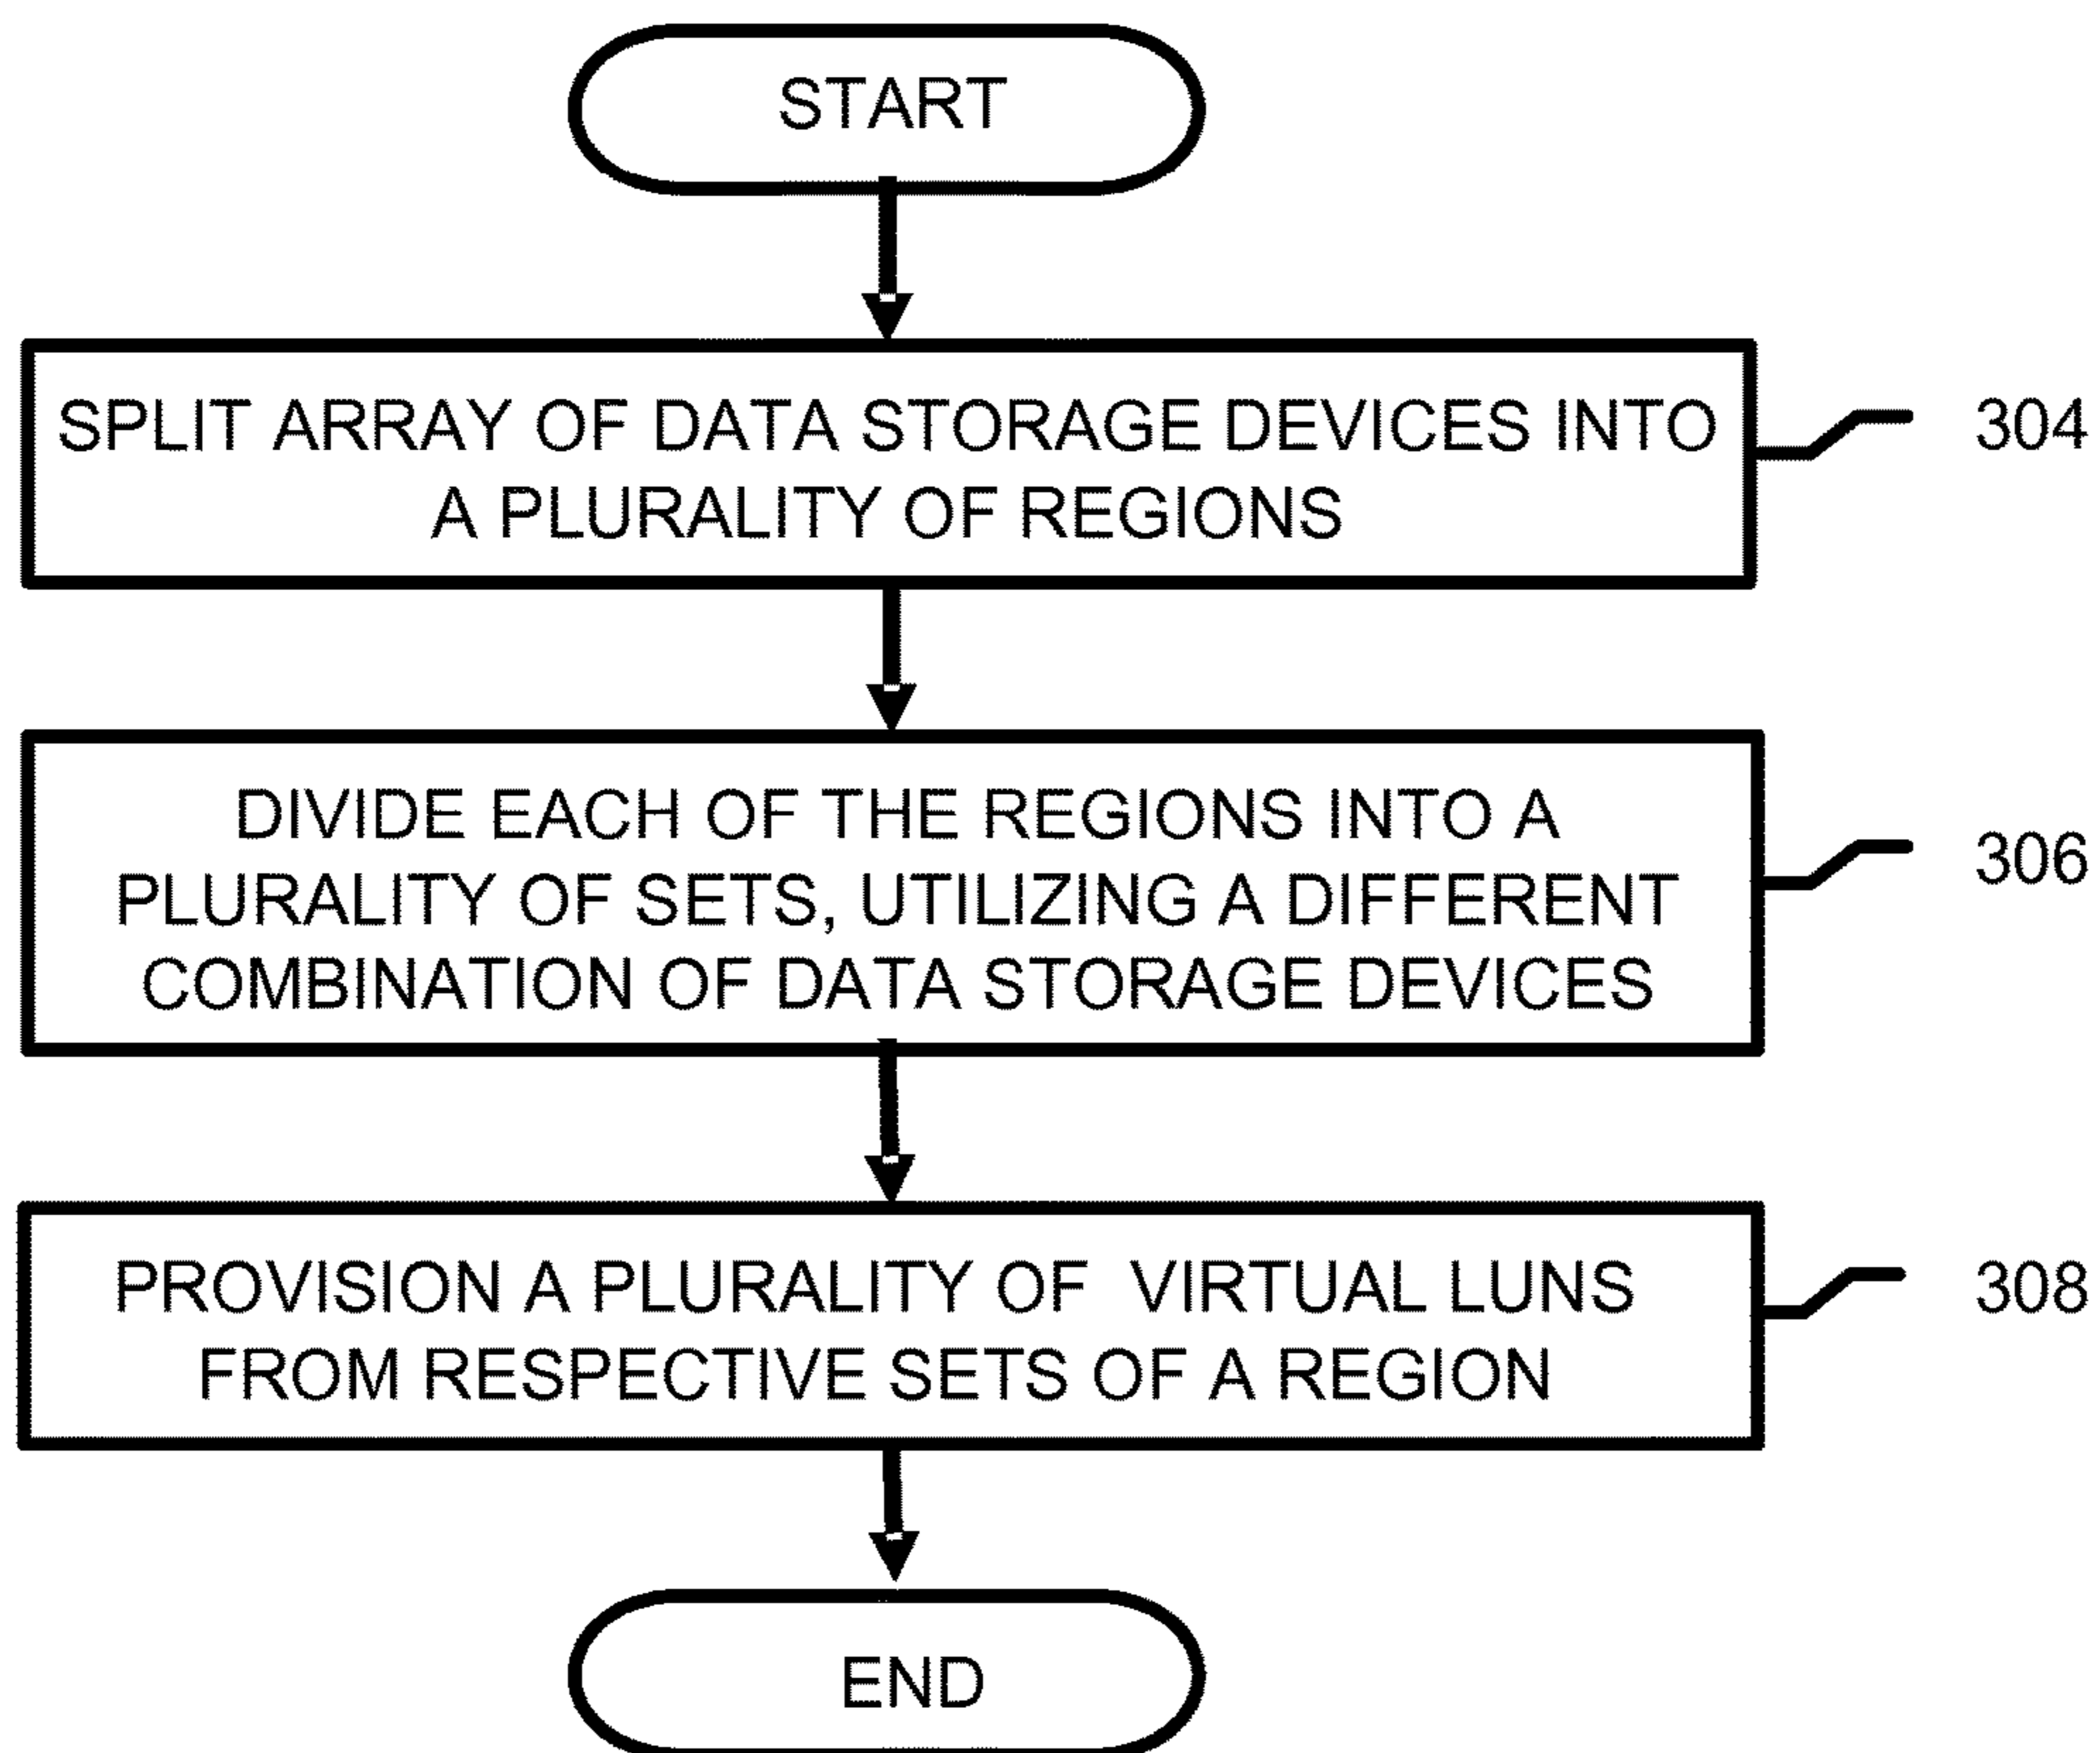 START
SPLIT ARRAY OF DATA STORAGE DEVICES INTO
A PLURALITY OF REGIONS
304
DIVIDE EACH OF THE REGIONS INTO A
PLURALITY OF SETS, UTILIZING A DIFFERENT
COMBINATION OF DATA STORAGE DEVICES
306
PROVISION A PLURALITY OF VIRTUAL LUNS
FROM RESPECTIVE SETS OF A REGION
308
END